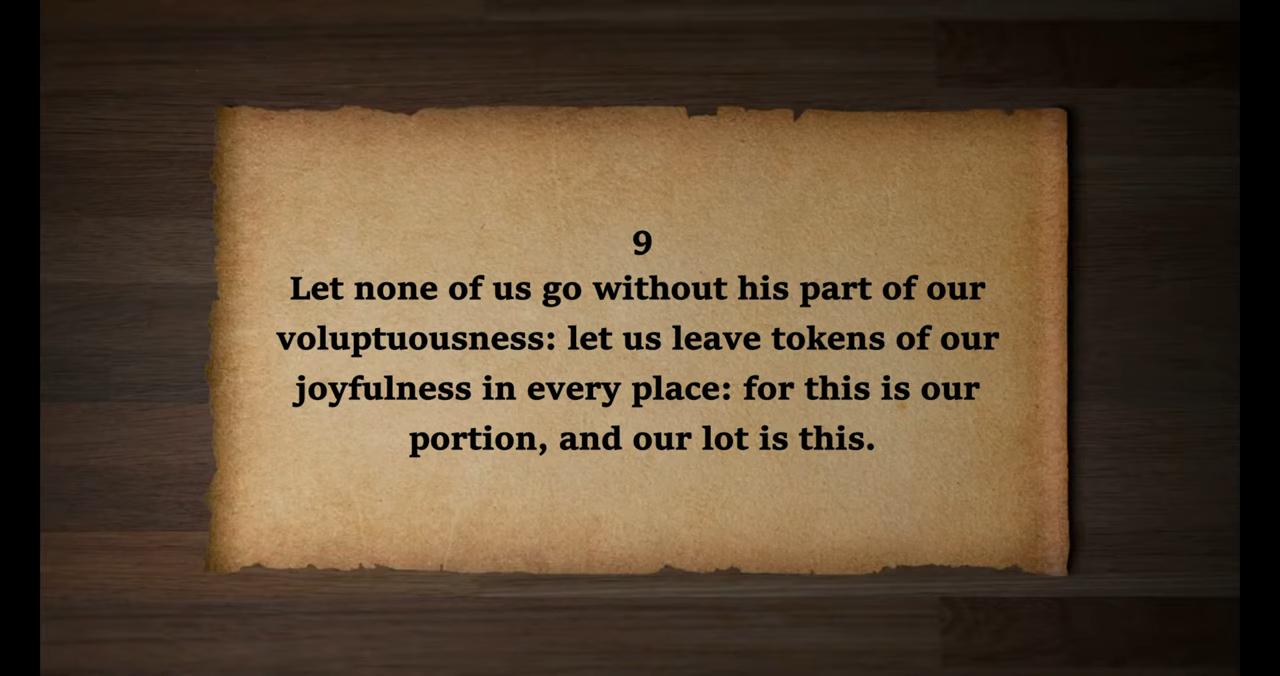 9
Let none of us go without his part of our
voluptuousness: let us leave tokens of our
joyfulness in every place: for this is our
portion, and our lot is this.